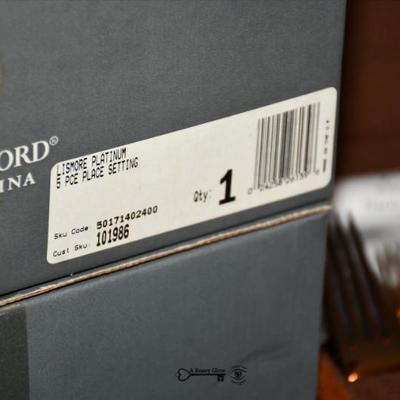 ORD®
INA
LISMORE PLATINUM
5 PCE PLACE SETTING
Sku Code: 50171402400
Cust Sku: 101986
Qty: 1